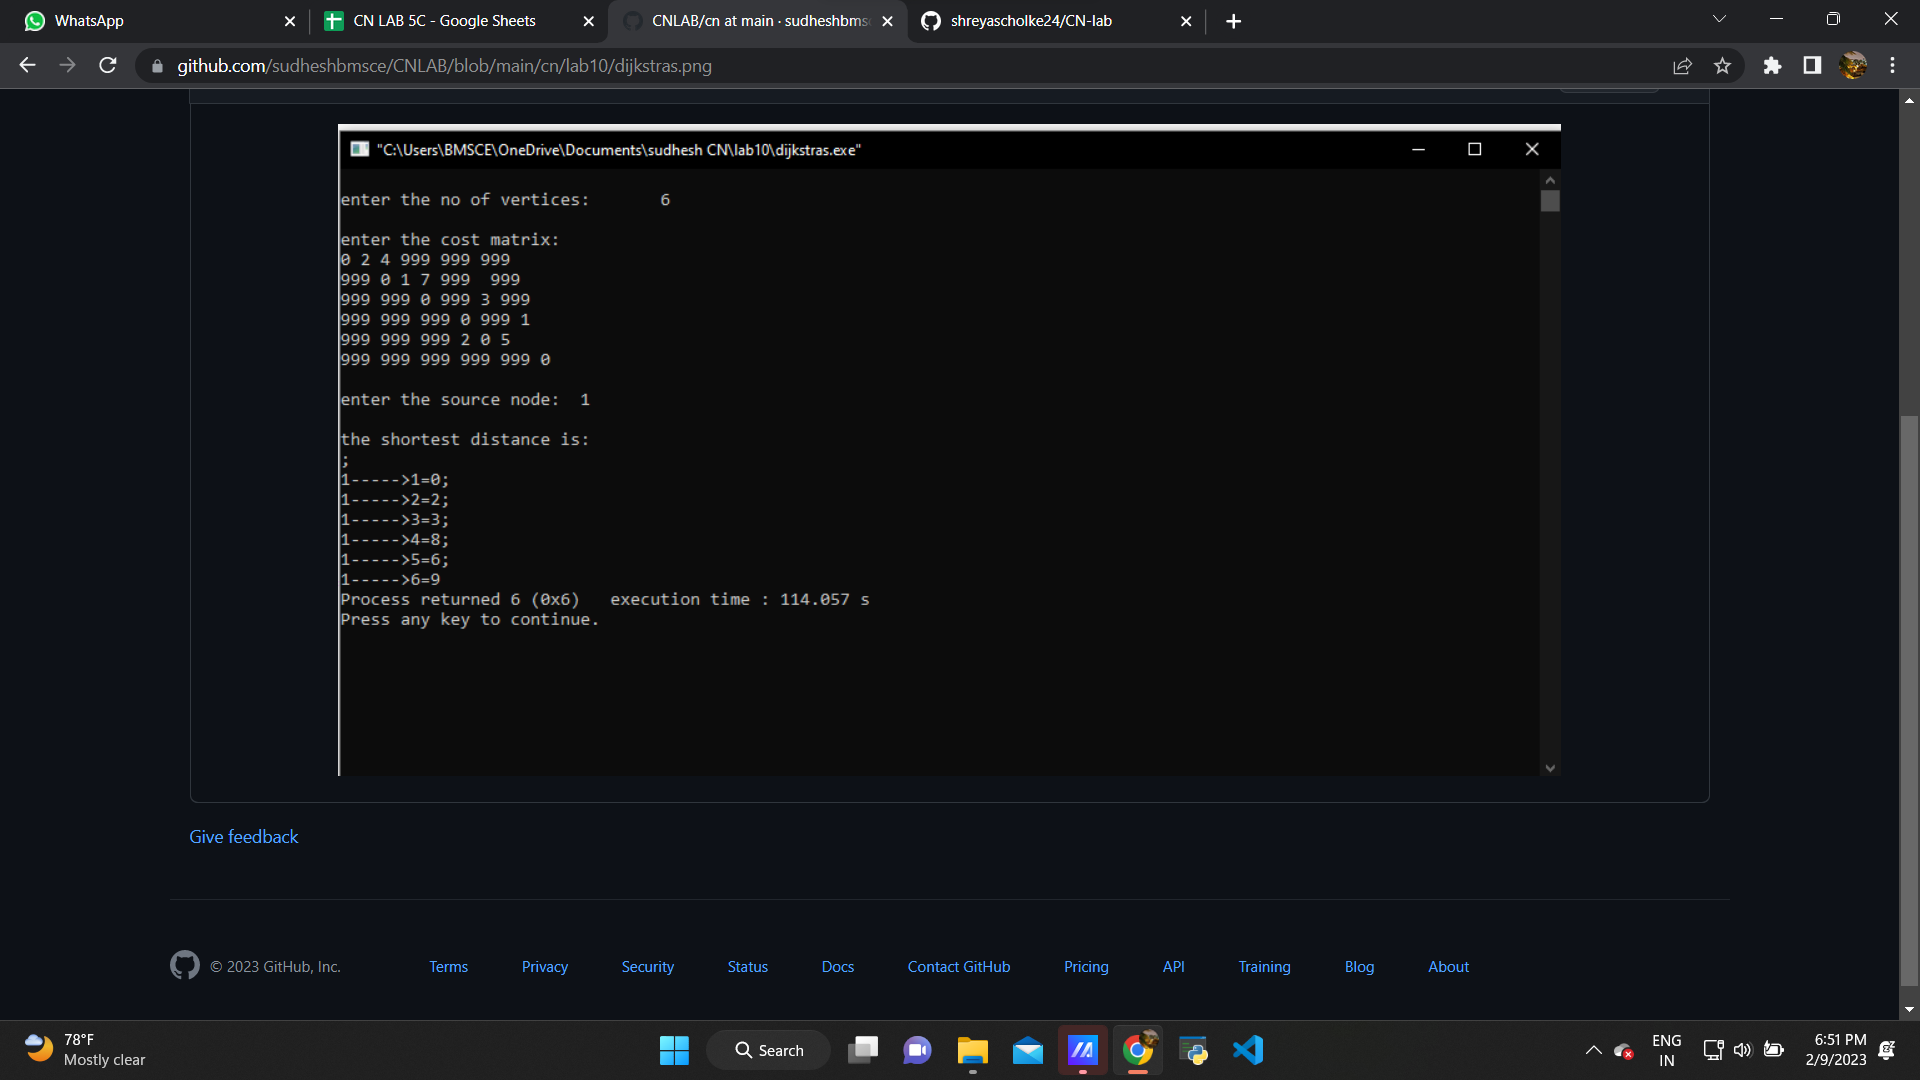 WhatsApp
CN LAB 5C - Google Sheets
CNLAB/cn at main · sudheshbms
shreyascholke24/CN-lab
github.com/sudheshbmsce/CNLAB/blob/main/cn/lab10/dijkstras.png
"C:\Users\BMSCE\OneDrive\Documents\sudhesh CN\lab10\dijkstras.exe"
enter the no of vertices:       6
enter the cost matrix:
0 2 4 999 999 999
999 0 1 7 999  999
999 999 0 999 3 999
999 999 999 0 999 1
999 999 999 2 0 5
999 999 999 999 999 0
enter the source node:  1
the shortest distance is:
;
1----->1=0;
1----->2=2;
1----->3=3;
1----->4=8;
1----->5=6;
1----->6=9
Process returned 6 (0x6)   execution time : 114.057 s
Press any key to continue.
Give feedback
© 2023 GitHub, Inc.
Terms
Privacy
Security
Status
Docs
Contact GitHub
Pricing
API
Training
Blog
About
78°F
Mostly clear
Search
ENG
IN
6:51 PM
2/9/2023